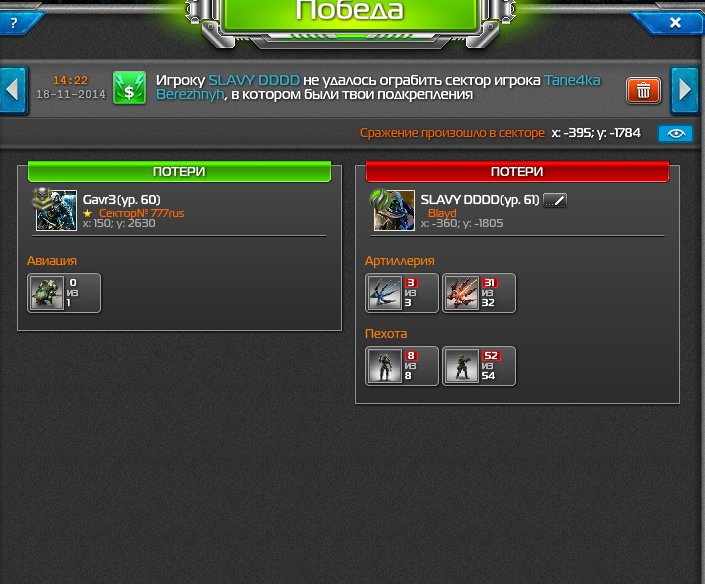 Победа
?
14:22
18-11-2014
$
Игроку SLAVY DDDD не удалось ограбить сектор игрока Tane4ka
Berezhnyh, в котором были твои подкрепления
Сражение произошло в секторе x: -395; y: -1784
ПОТЕРИ
Gavr3(ур. 60)
СекторNº 777rus
x: 150; y: 2630
Авиация
0
из
1
ПОТЕРИ
SLAVY DDDD(ур. 61)
Blayd
x: -360; y: -1805
Артиллерия
3
из
3
31
из
32
Пехота
8
из
8
52
из
54